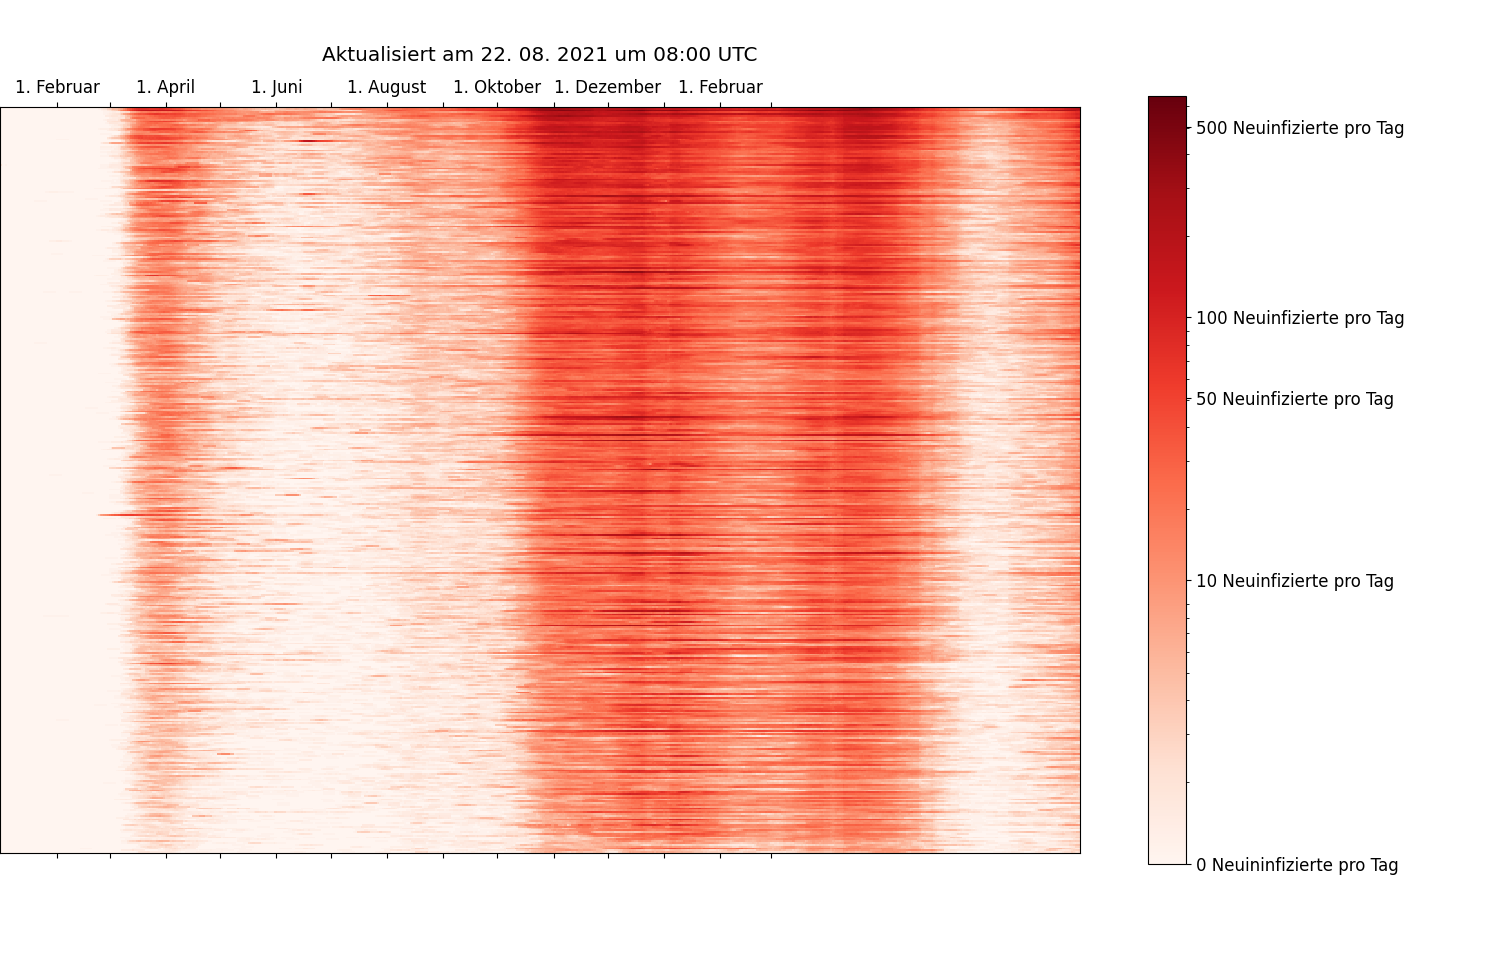 Aktualisiert am 22. 08. 2021 um 08:00 UTC
1. Februar 1. April 1. Juni 1. August 1. Oktober 1. Dezember 1. Februar
500 Neuinfizierte pro Tag
100 Neuinfizierte pro Tag
50 Neuinfizierte pro Tag
10 Neuinfizierte pro Tag
0 Neuininfizierte pro Tag